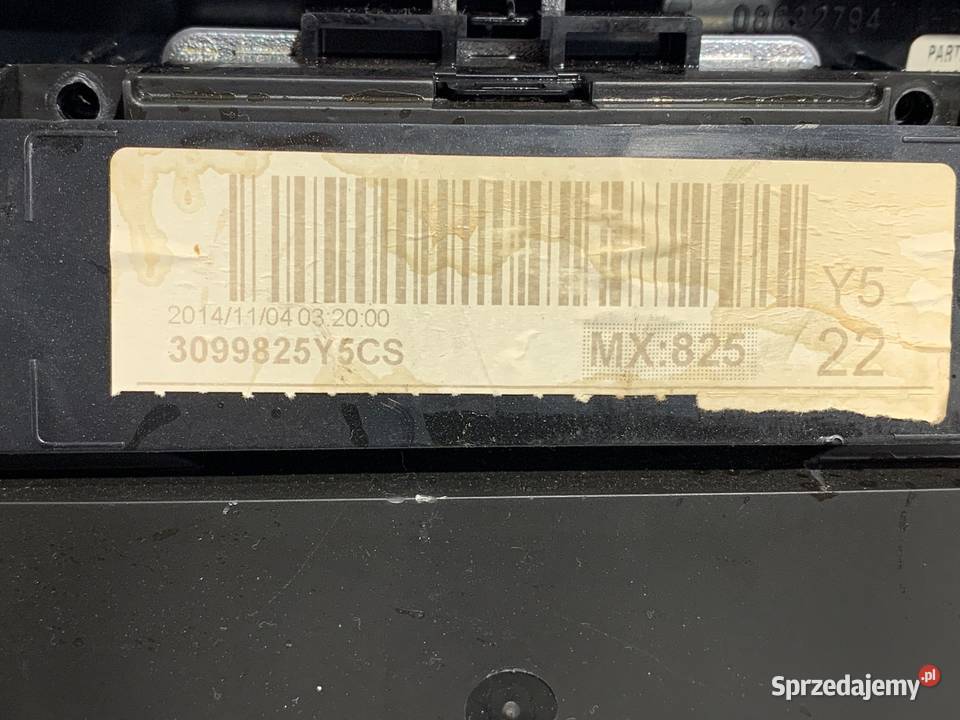 08632794
PART
Y5
2014/11/04 03:20:00
3099825Y5CS
MX:825
22
Sprzedajemy.pl